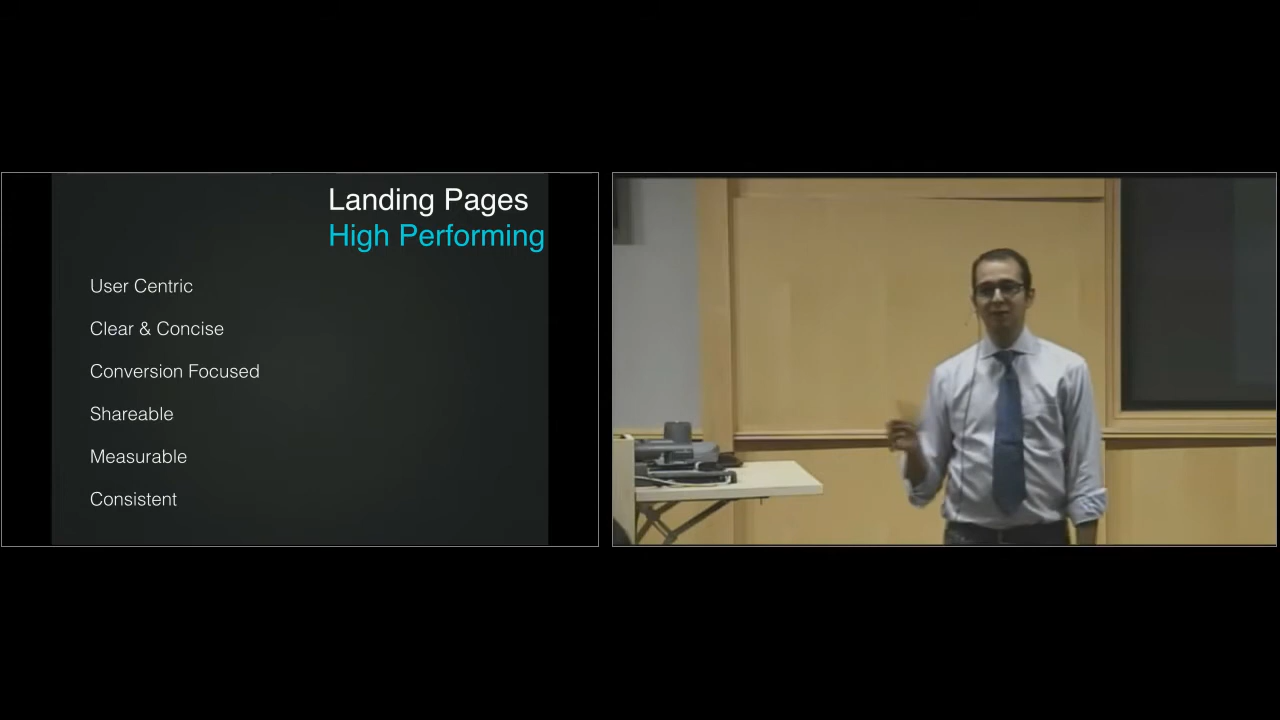 Landing Pages
High Performing
User Centric
Clear & Concise
Conversion Focused
Shareable
Measurable
Consistent